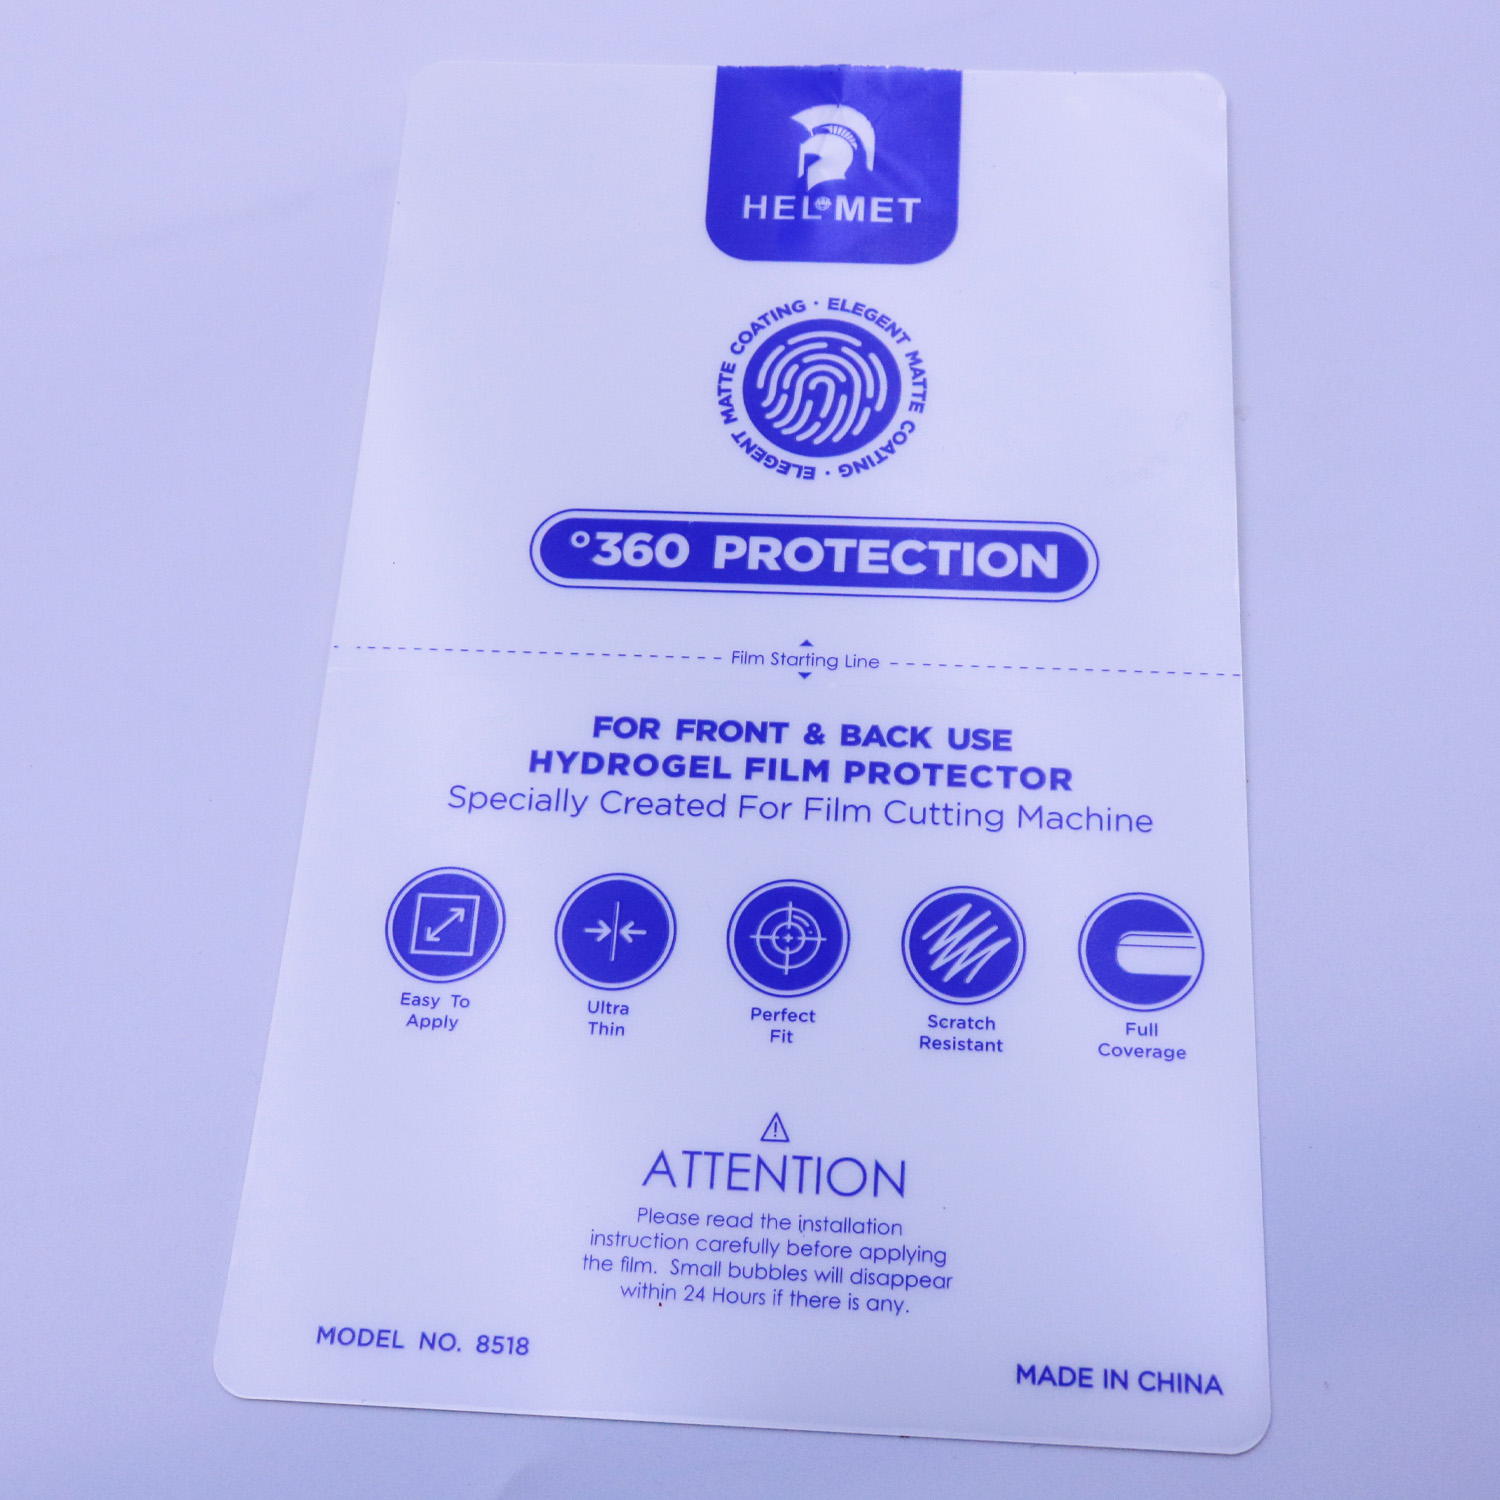 HEL MET
ELEGENT MATTE COATING · ELEGENT MATTE COATING ·
°360 PROTECTION
Film Starting Line
FOR FRONT & BACK USE
HYDROGEL FILM PROTECTOR
Specially Created For Film Cutting Machine
Easy To
Apply
Ultra
Thin
Perfect
Fit
Scratch
Resistant
Full
Coverage
ATTENTION
Please read the installation
instruction carefully before applying
the film. Small bubbles will disappear
within 24 Hours if there is any.
MODEL NO. 8518
MADE IN CHINA